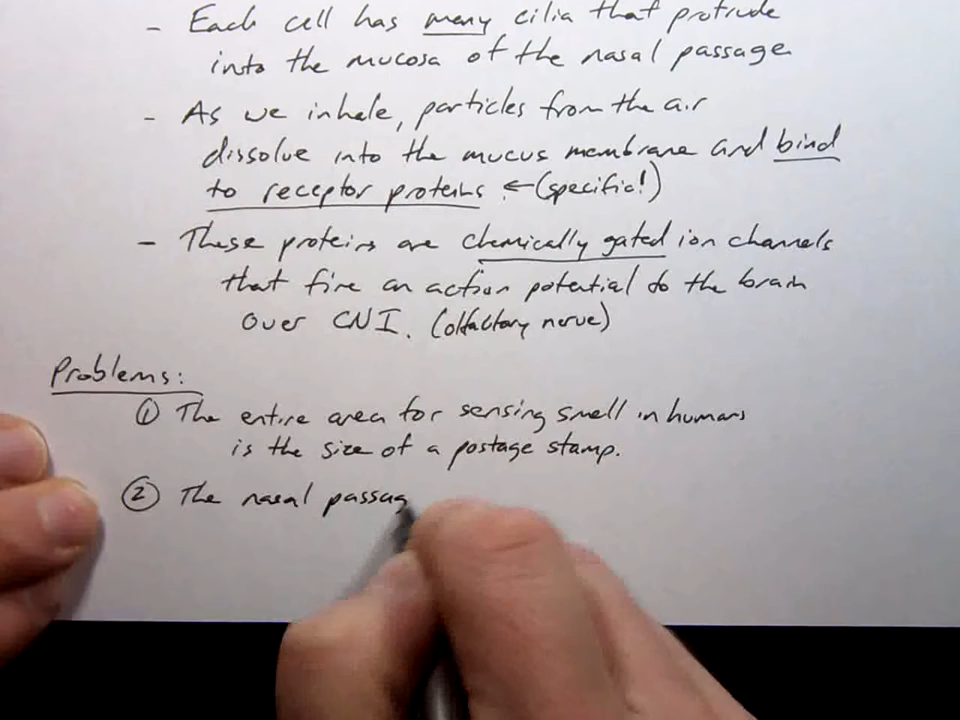 - Each cell has many cilia that protrude
into the mucosa of the nasal passage
- As we inhale, particles from the air
dissolve into the mucus membrane and bind
to receptor proteins. ← (specific!)
- These proteins are chemically gated ion channels
that fire an action potential to the brain
over CNI. (olfactory nerve)
Problems:
① The entire area for sensing smell in humans
is the size of a postage stamp.
② The nasal passag